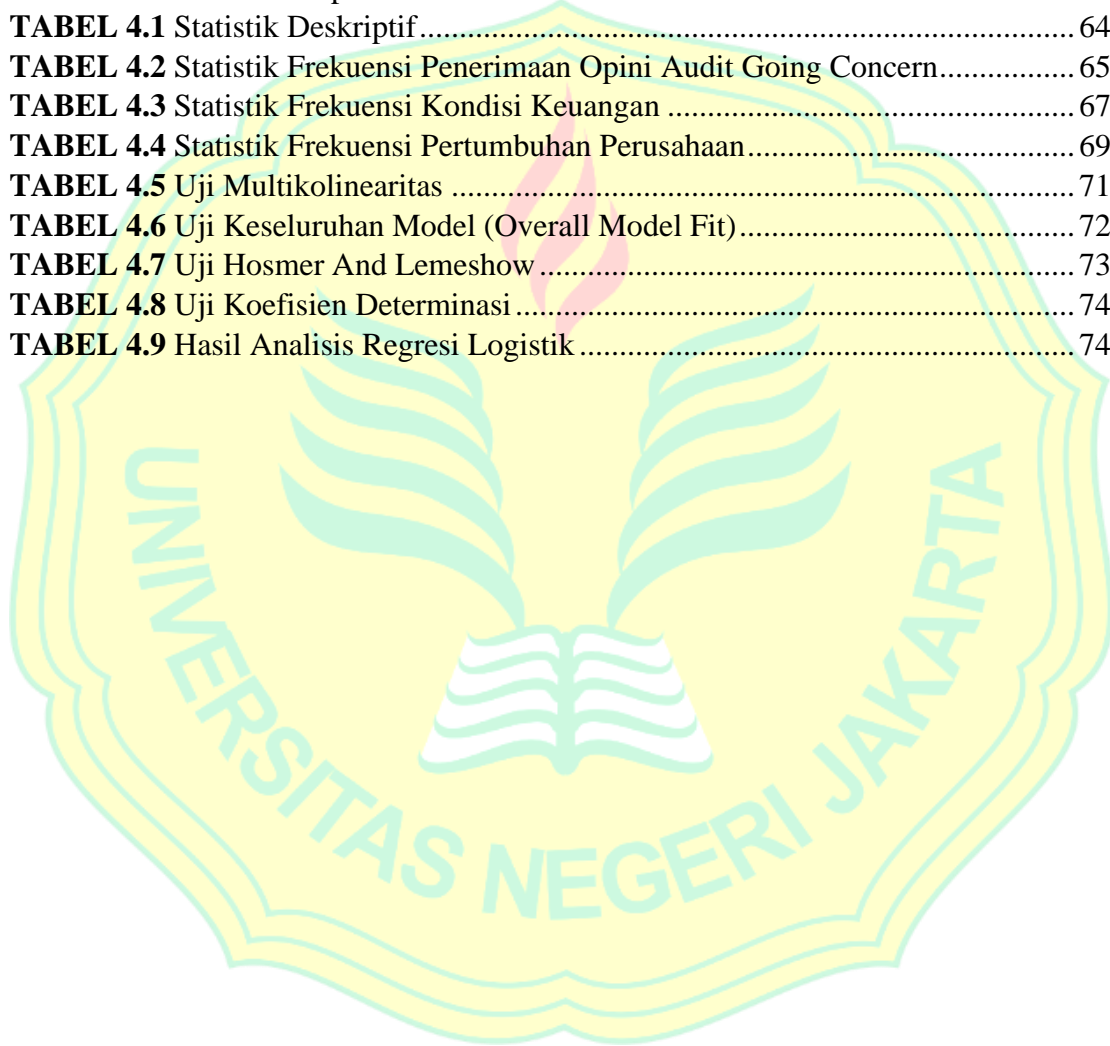 TABEL 4.1 Statistik Deskriptif........................................................................................ 64
TABEL 4.2 Statistik Frekuensi Penerimaan Opini Audit Going Concern.................. 65
TABEL 4.3 Statistik Frekuensi Kondisi Keuangan ..................................................... 67
TABEL 4.4 Statistik Frekuensi Pertumbuhan Perusahaan........................................... 69
TABEL 4.5 Uji Multikolinearitas ................................................................................ 71
TABEL 4.6 Uji Keseluruhan Model (Overall Model Fit)............................................ 72
TABEL 4.7 Uji Hosmer And Lemeshow ..................................................................... 73
TABEL 4.8 Uji Koefisien Determinasi ........................................................................ 74
TABEL 4.9 Hasil Analisis Regresi Logistik ................................................................ 74
UNIVERSITAS NEGERI JAKARTA